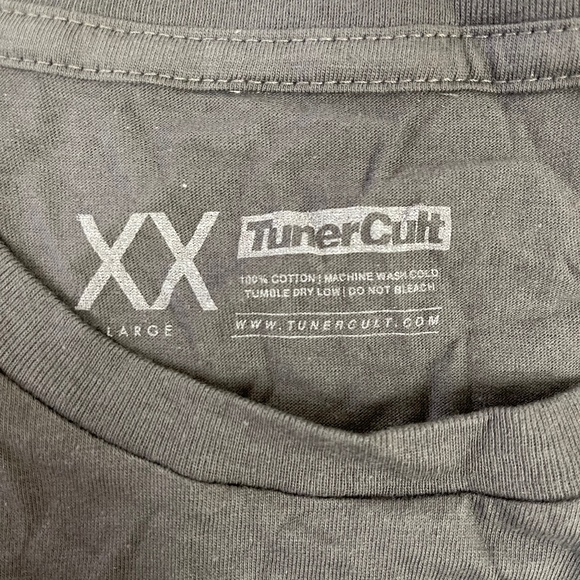 XX
LARGE
TunerCult
100% COTTON | MACHINE WASH COLD
TUMBLE DRY LOW | DO NOT BLEACH
WWW.TUNERCULT.COM